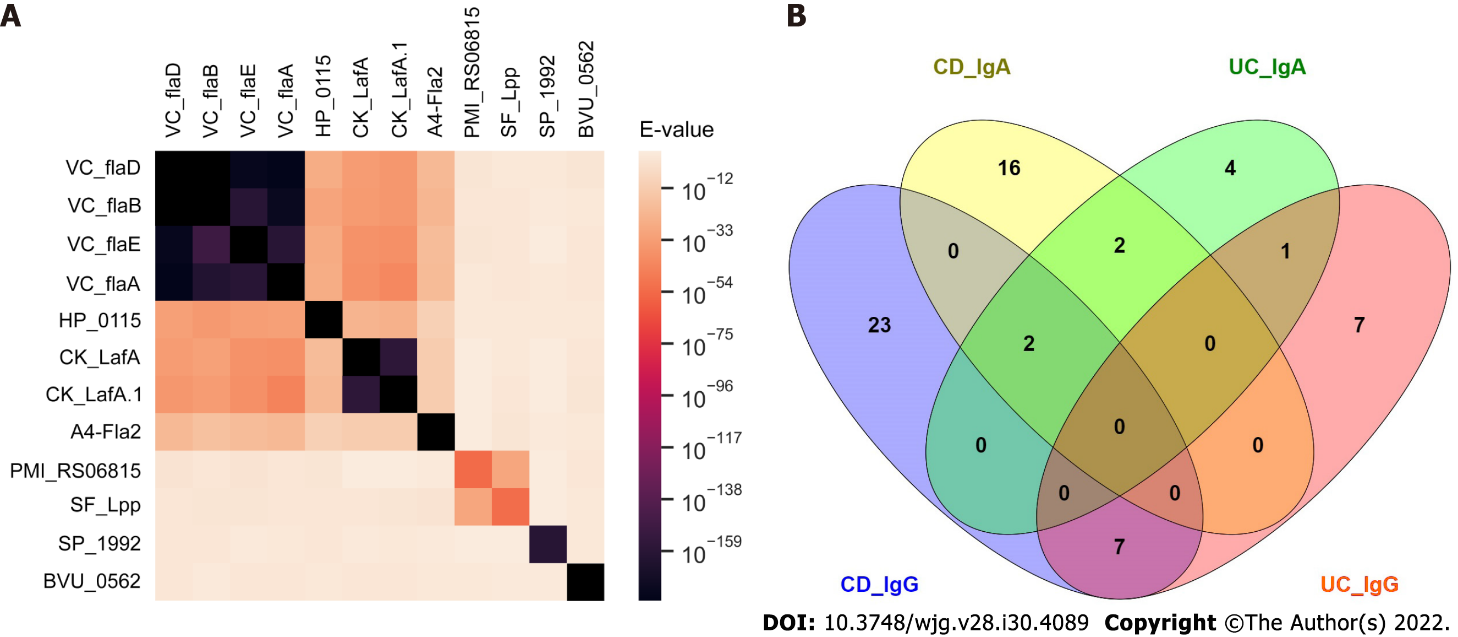 A
VC_flaD
VC_flaB
VC_flaE
VC_flaA
HP_0115
CK_LafA
CK_LafA.1
A4-Fla2
PMI_RS06815
SF_Lpp
SP_1992
BVU_0562
VC_flaD
VC_flaB
VC_flaE
VC_flaA
HP_0115
CK_LafA
CK_LafA.1
A4-Fla2
PMI_RS06815
SF_Lpp
SP_1992
BVU_0562
E-value
10⁻¹²
10⁻³³
10⁻⁵⁴
10⁻⁷⁵
10⁻⁹⁶
10⁻¹¹⁷
10⁻¹³⁸
10⁻¹⁵⁹
B
CD_IgA UC_IgA
16 4
0 2 1
23 7
2 0
0 0 0
0 0
7
CD_IgG UC_IgG
DOI: 10.3748/wjg.v28.i30.4089 Copyright ©The Author(s) 2022.